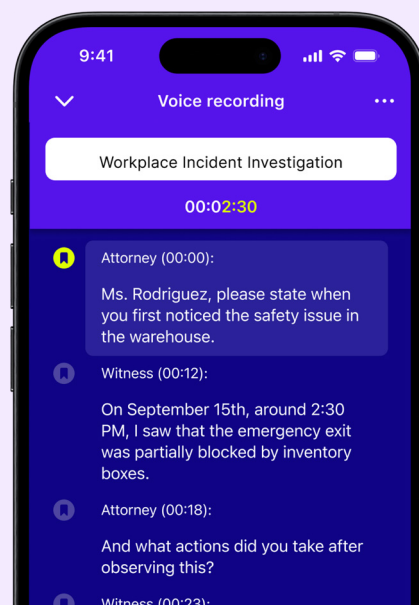 9:41
Voice recording
Workplace Incident Investigation
00:02:30
Attorney (00:00):
Ms. Rodriguez, please state when
you first noticed the safety issue in
the warehouse.
Witness (00:12):
On September 15th, around 2:30
PM, I saw that the emergency exit
was partially blocked by inventory
boxes.
Attorney (00:18):
And what actions did you take after
observing this?
Witness (00:23):